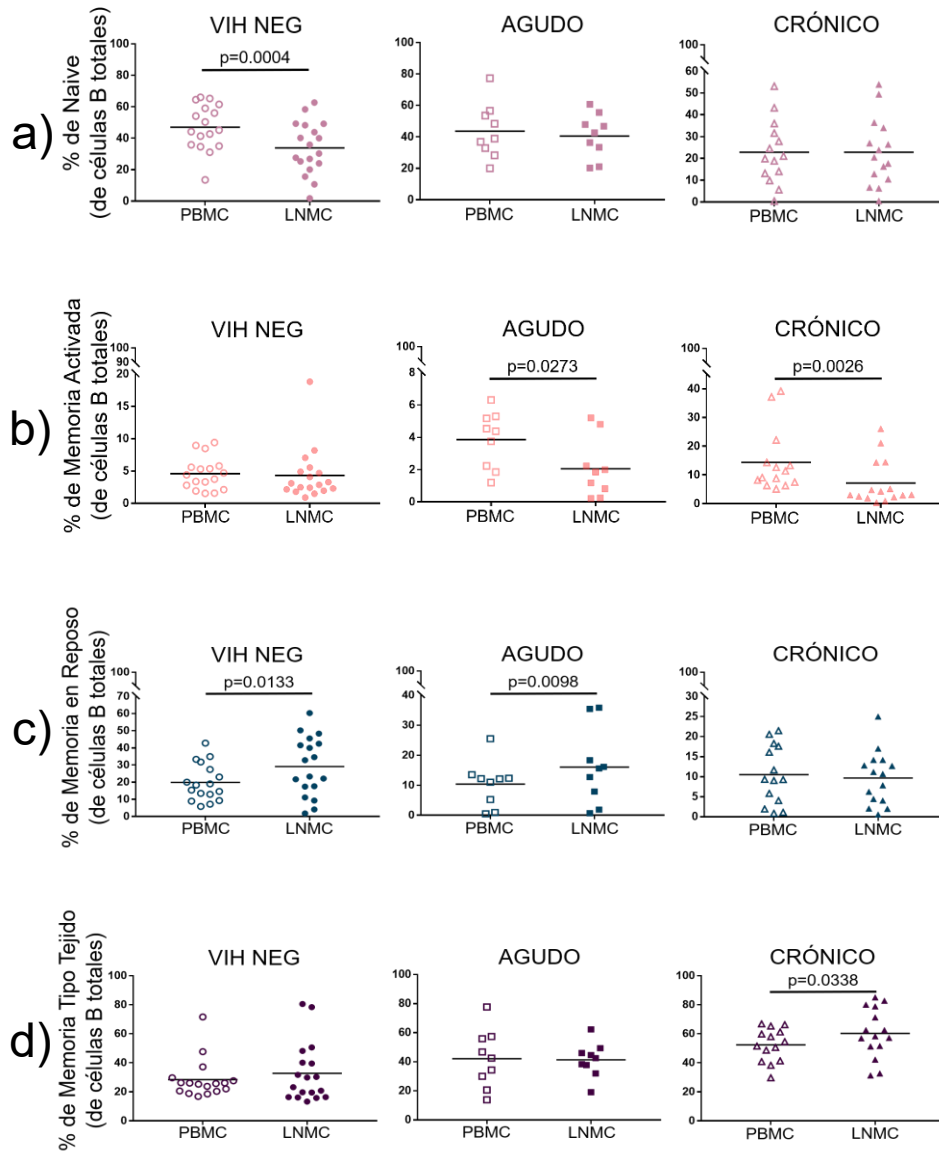 a)
% de Naive
(de células B totales)
VIH NEG
p=0.0004
100
80
60
40
20
0
PBMC LNMC
AGUDO
100
80
60
40
20
0
PBMC LNMC
CRÓNICO
100
60
50
40
30
20
10
0
PBMC LNMC
b)
% de Memoria Activada
(de células B totales)
VIH NEG
100
90
20
15
10
5
0
PBMC LNMC
AGUDO
p=0.0273
100
8
6
4
2
0
PBMC LNMC
CRÓNICO
p=0.0026
100
40
30
20
10
0
PBMC LNMC
c)
% de Memoria en Reposo
(de células B totales)
VIH NEG
p=0.0133
100
70
60
50
40
30
20
10
0
PBMC LNMC
AGUDO
p=0.0098
100
40
30
20
10
0
PBMC LNMC
CRÓNICO
100
30
25
20
15
10
5
0
PBMC LNMC
d)
% de Memoria Tipo Tejido
(de células B totales)
VIH NEG
100
80
60
40
20
0
PBMC LNMC
AGUDO
100
80
60
40
20
0
PBMC LNMC
CRÓNICO
p=0.0338
100
80
60
40
20
0
PBMC LNMC